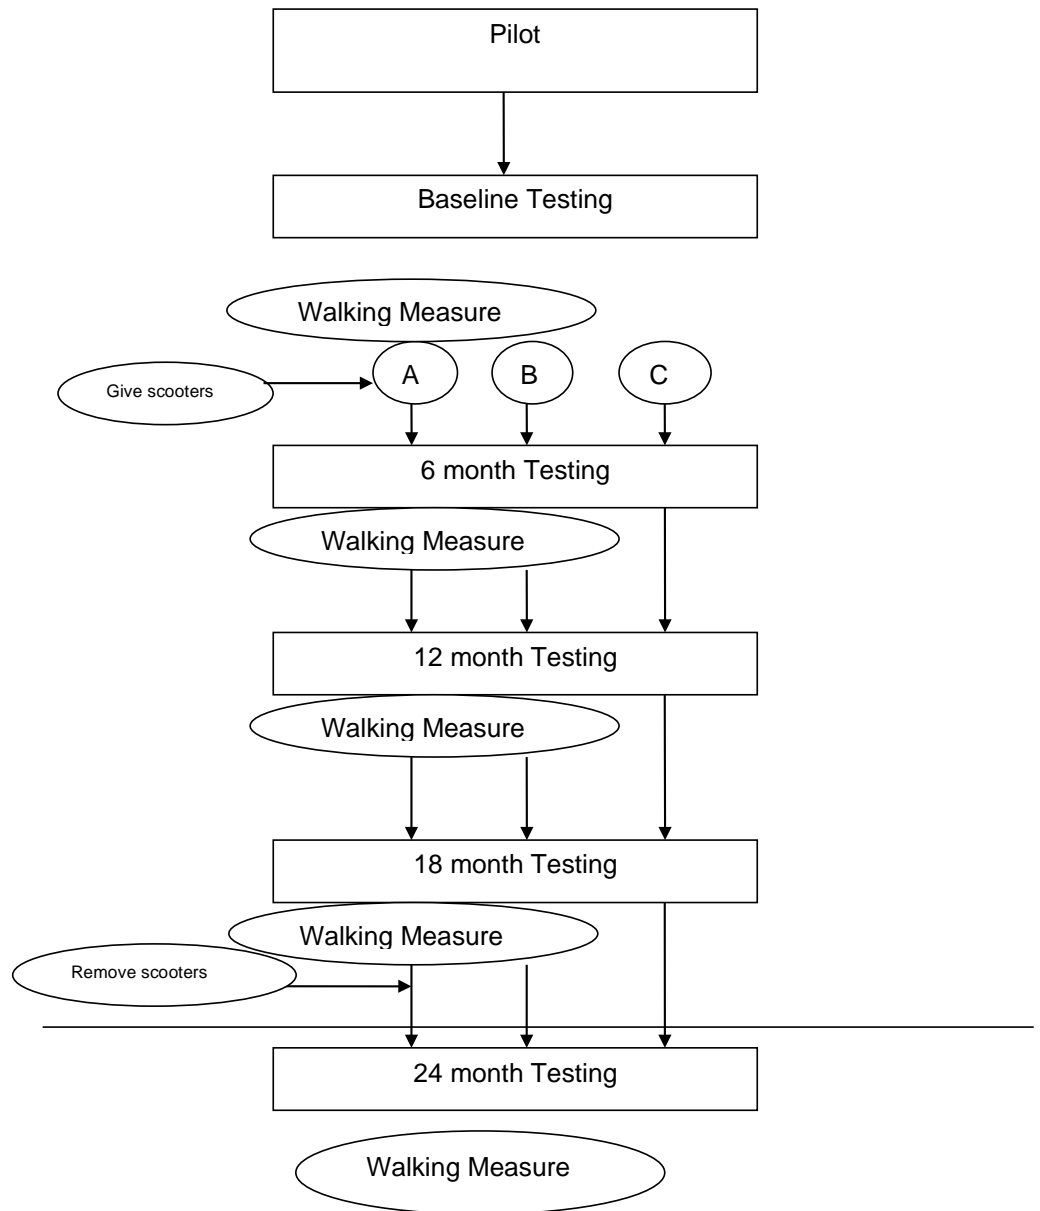 Pilot
Baseline Testing
Walking Measure
Give scooters
A B C
6 month Testing
Walking Measure
12 month Testing
Walking Measure
18 month Testing
Walking Measure
Remove scooters
24 month Testing
Walking Measure